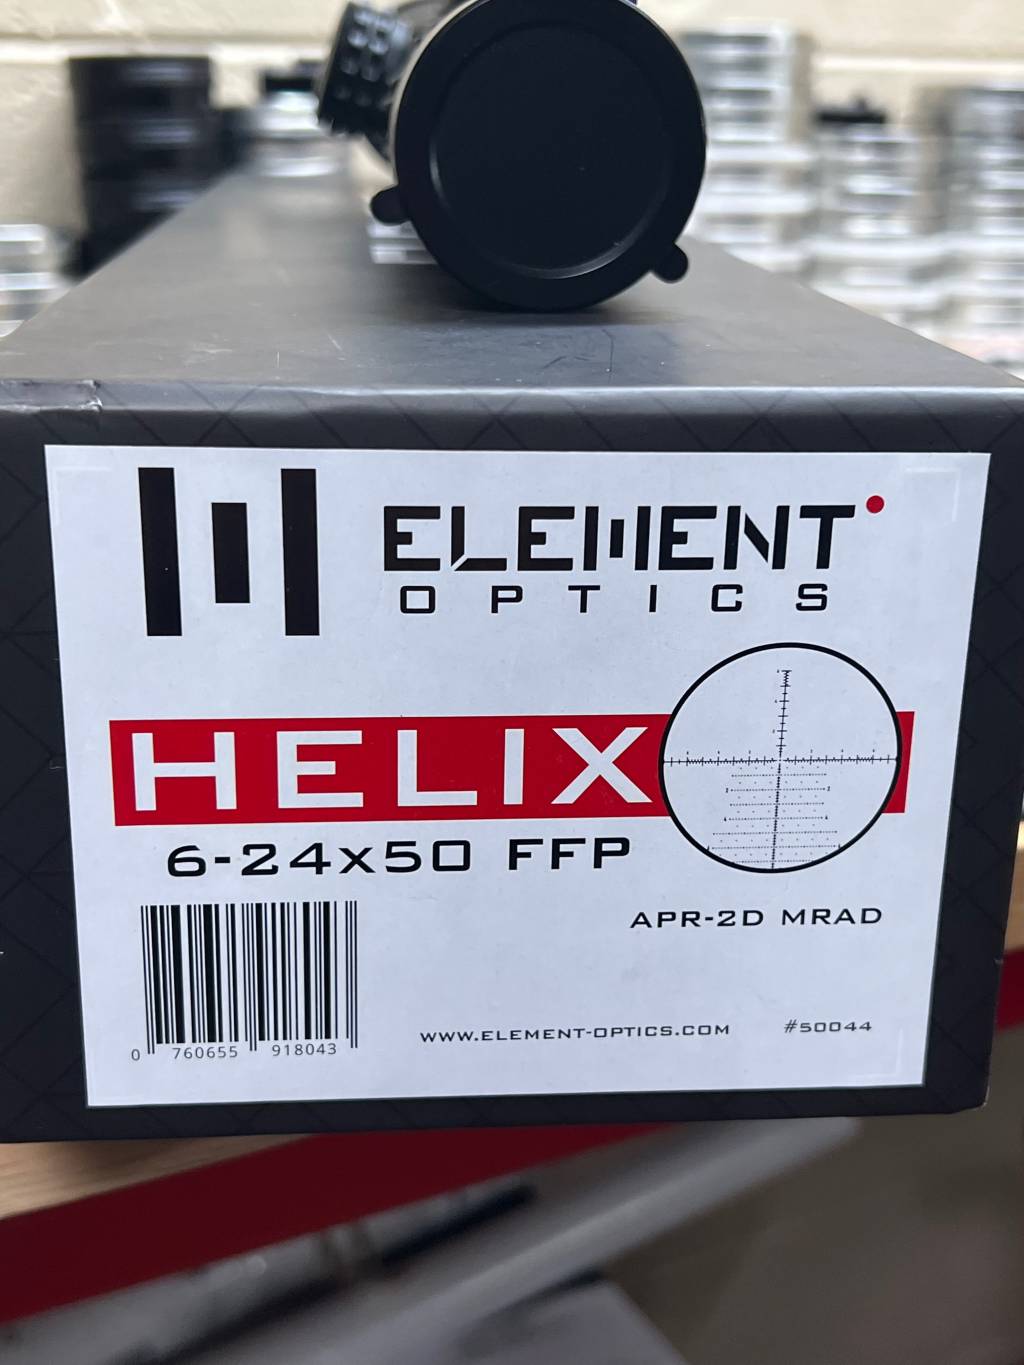 ELEMENT
OPTICS
HELIX
6-24x50 FFP
APR-2D MRAD
WWW.ELEMENT-OPTICS.COM #50044
0 760655 918043